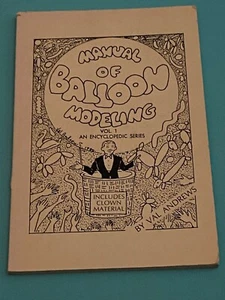 MANUAL
OF
BALLOON
MODELING
VOL. 1
AN ENCYCLOPEDIC SERIES
INCLUDES
CLOWN
MATERIAL
BY VAL ANDREWS